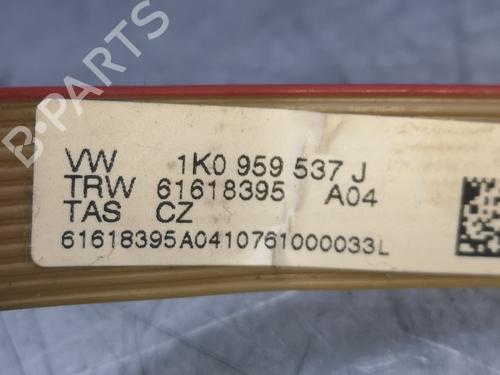 VW 1K0 959 537 J
TRW 61618395 A04
TAS CZ
61618395A0410761000033L
B-PARTS